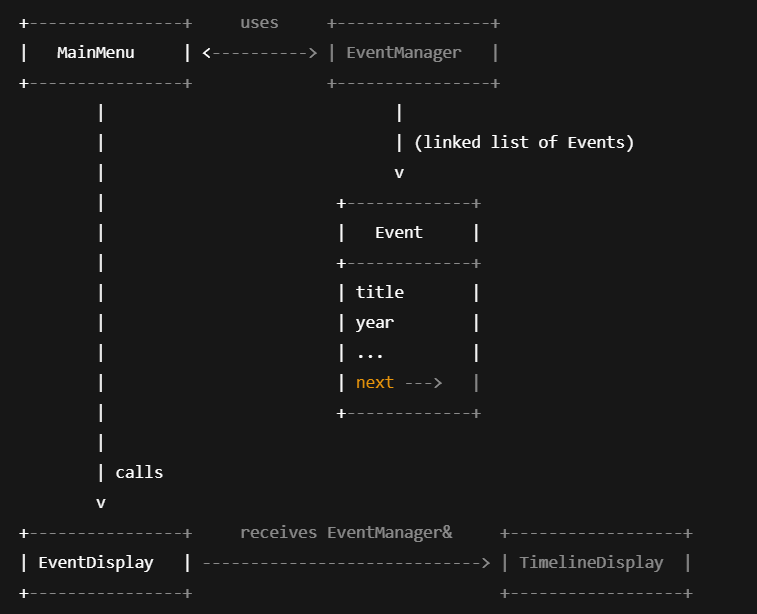 +----------------+     uses     +----------------+
|   MainMenu     | <----------> | EventManager   |
+----------------+              +----------------+
        |                              |
        |                              | (linked list of Events)
        |                              v
        |                        +-------------+
        |                        |   Event     |
        |                        +-------------+
        |                        | title       |
        |                        | year        |
        |                        | ...         |
        |                        | next --->   |
        |                        +-------------+
        |
        | calls
        v
+----------------+     receives EventManager&     +------------------+
| EventDisplay   | -----------------------------> | TimelineDisplay  |
+----------------+                                +------------------+